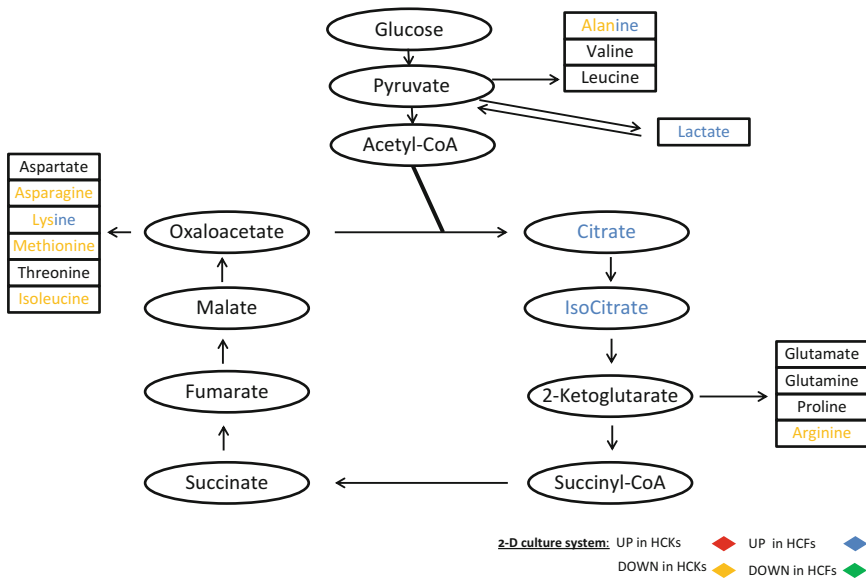 Glucose
Pyruvate
Acetyl-CoA
Alanine
Valine
Leucine
Lactate
Aspartate
Asparagine
Lysine
Methionine
Threonine
Isoleucine
Oxaloacetate
Citrate
Malate
IsoCitrate
Fumarate
2-Ketoglutarate
Glutamate
Glutamine
Proline
Arginine
Succinate
Succinyl-CoA
2-D culture system: UP in HCKs UP in HCFs
DOWN in HCKs DOWN in HCFs